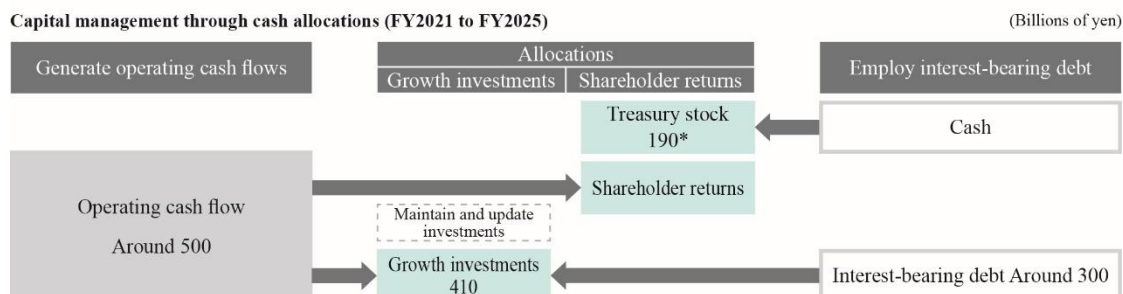 Capital management through cash allocations (FY2021 to FY2025)
(Billions of yen)
Generate operating cash flows
Allocations
Growth investments
Shareholder returns
Employ interest-bearing debt
Treasury stock
190*
Cash
Shareholder returns
Operating cash flow
Around 500
Maintain and update
investments
Growth investments
410
Interest-bearing debt Around 300